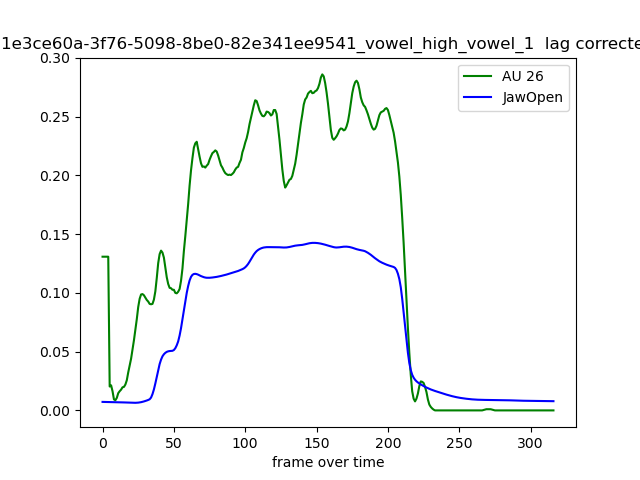 1e3ce60a-3f76-5098-8be0-82e341ee9541_vowel_high_vowel_1 lag correcte
0.30
AU 26
JawOpen
0.25
0.20
0.15
0.10
0.05
0.00
0 50 100 150 200 250 300
frame over time